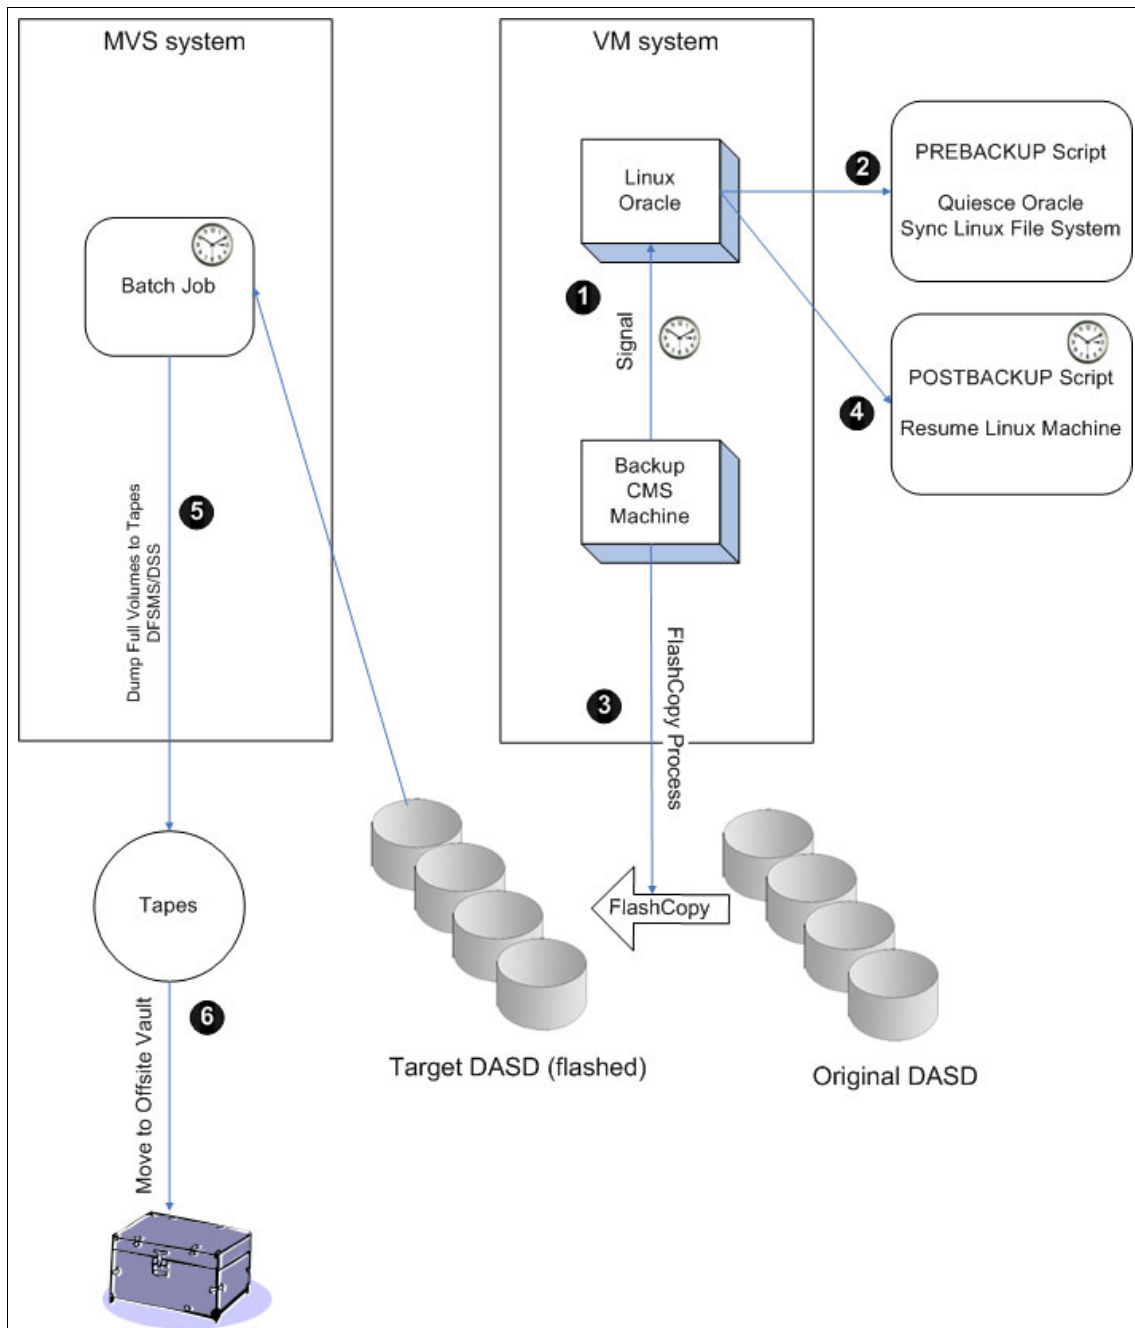 MVS system
VM system
Linux
Oracle
2
PREBACKUP Script
Quiesce Oracle
Sync Linux File System
Batch Job
1
Signal
POSTBACKUP Script
Resume Linux Machine
4
Backup
CMS
Machine
5
Dump Full Volumes to Tapes
DFSMS/DSS
3
FlashCopy Process
Tapes
FlashCopy
6
Move to Offsite Vault
Target DASD (flashed)
Original DASD